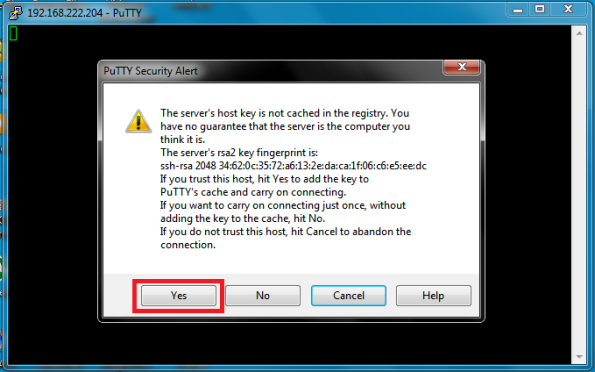 192.168.222.204 - PuTTY
PuTTY Security Alert
The server's host key is not cached in the registry. You
have no guarantee that the server is the computer you
think it is.
The server's rsa2 key fingerprint is:
ssh-rsa 2048 34:62:0c:35:72:a6:13:2e:da:ca:1f:06:c6:e5:ee:dc
If you trust this host, hit Yes to add the key to
PuTTY's cache and carry on connecting.
If you want to carry on connecting just once, without
adding the key to the cache, hit No.
If you do not trust this host, hit Cancel to abandon the
connection.
Yes No Cancel Help